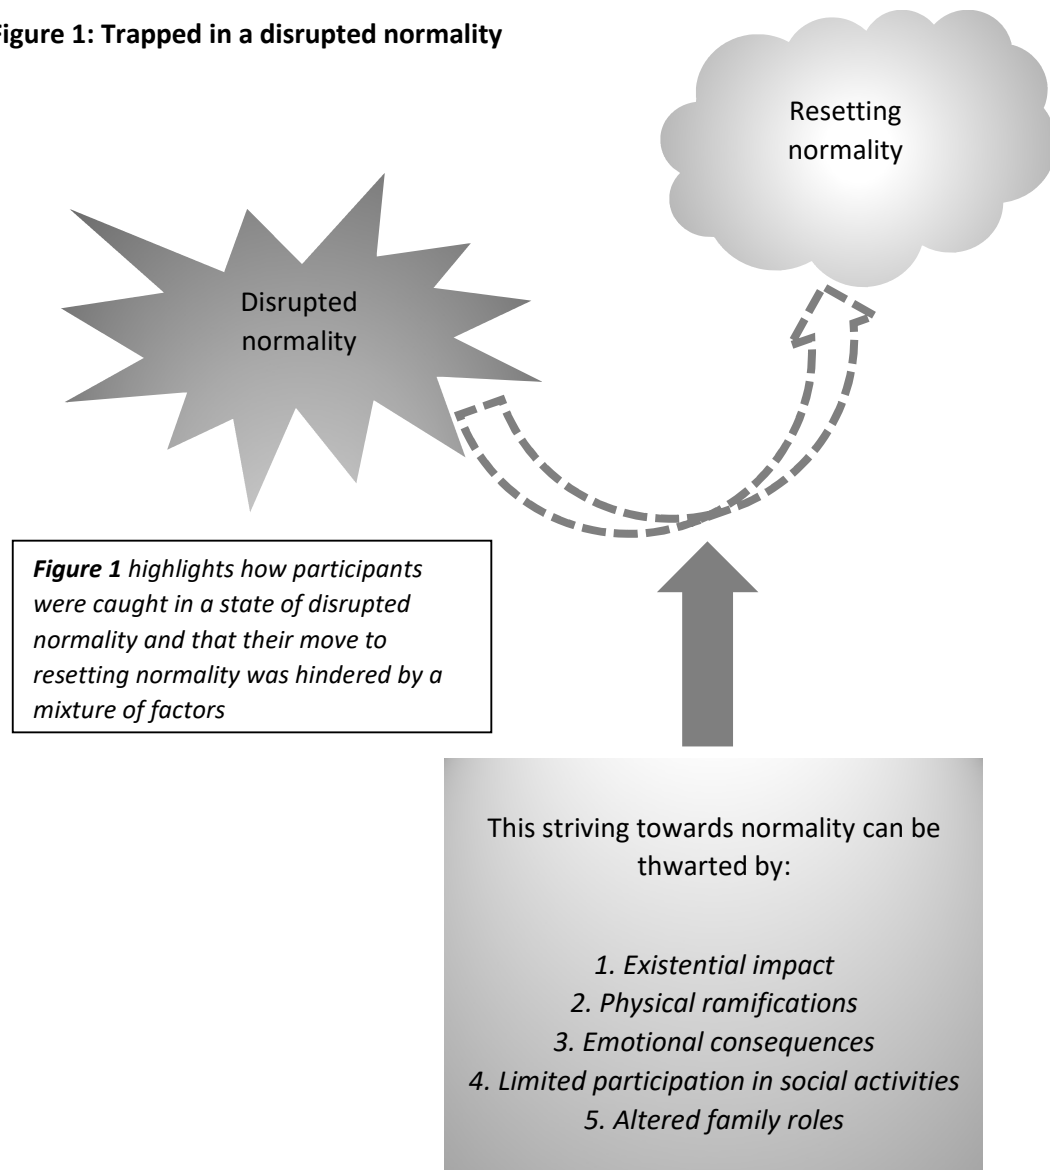 Figure 1: Trapped in a disrupted normality
Resetting
normality
Disrupted
normality
Figure 1 highlights how participants
were caught in a state of disrupted
normality and that their move to
resetting normality was hindered by a
mixture of factors
This striving towards normality can be
thwarted by:
1. Existential impact
2. Physical ramifications
3. Emotional consequences
4. Limited participation in social activities
5. Altered family roles